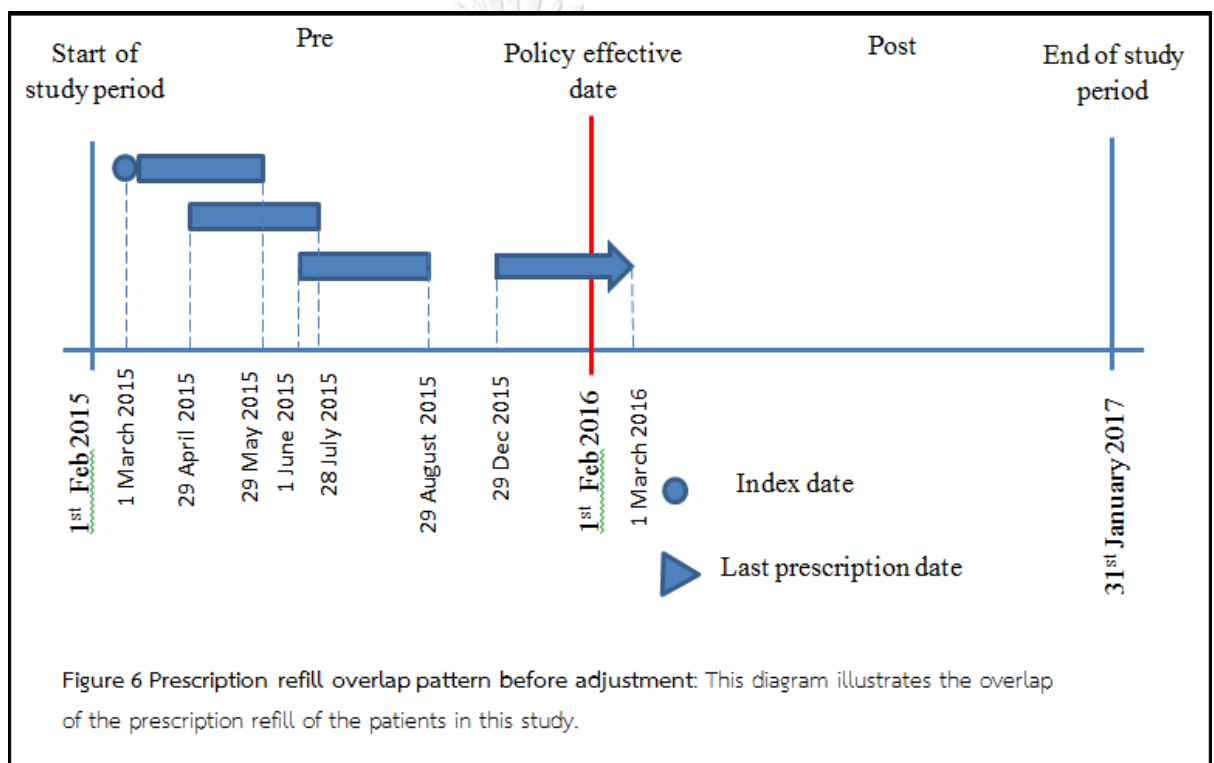 Pre
Post
Start of
study period
Policy effective
date
End of study
period
1st Feb 2015
1 March 2015
29 April 2015
29 May 2015
1 June 2015
28 July 2015
29 August 2015
29 Dec 2015
1st Feb 2016
1 March 2016
31st January 2017
Index date
Last prescription date
Figure 6 Prescription refill overlap pattern before adjustment: This diagram illustrates the overlap
of the prescription refill of the patients in this study.